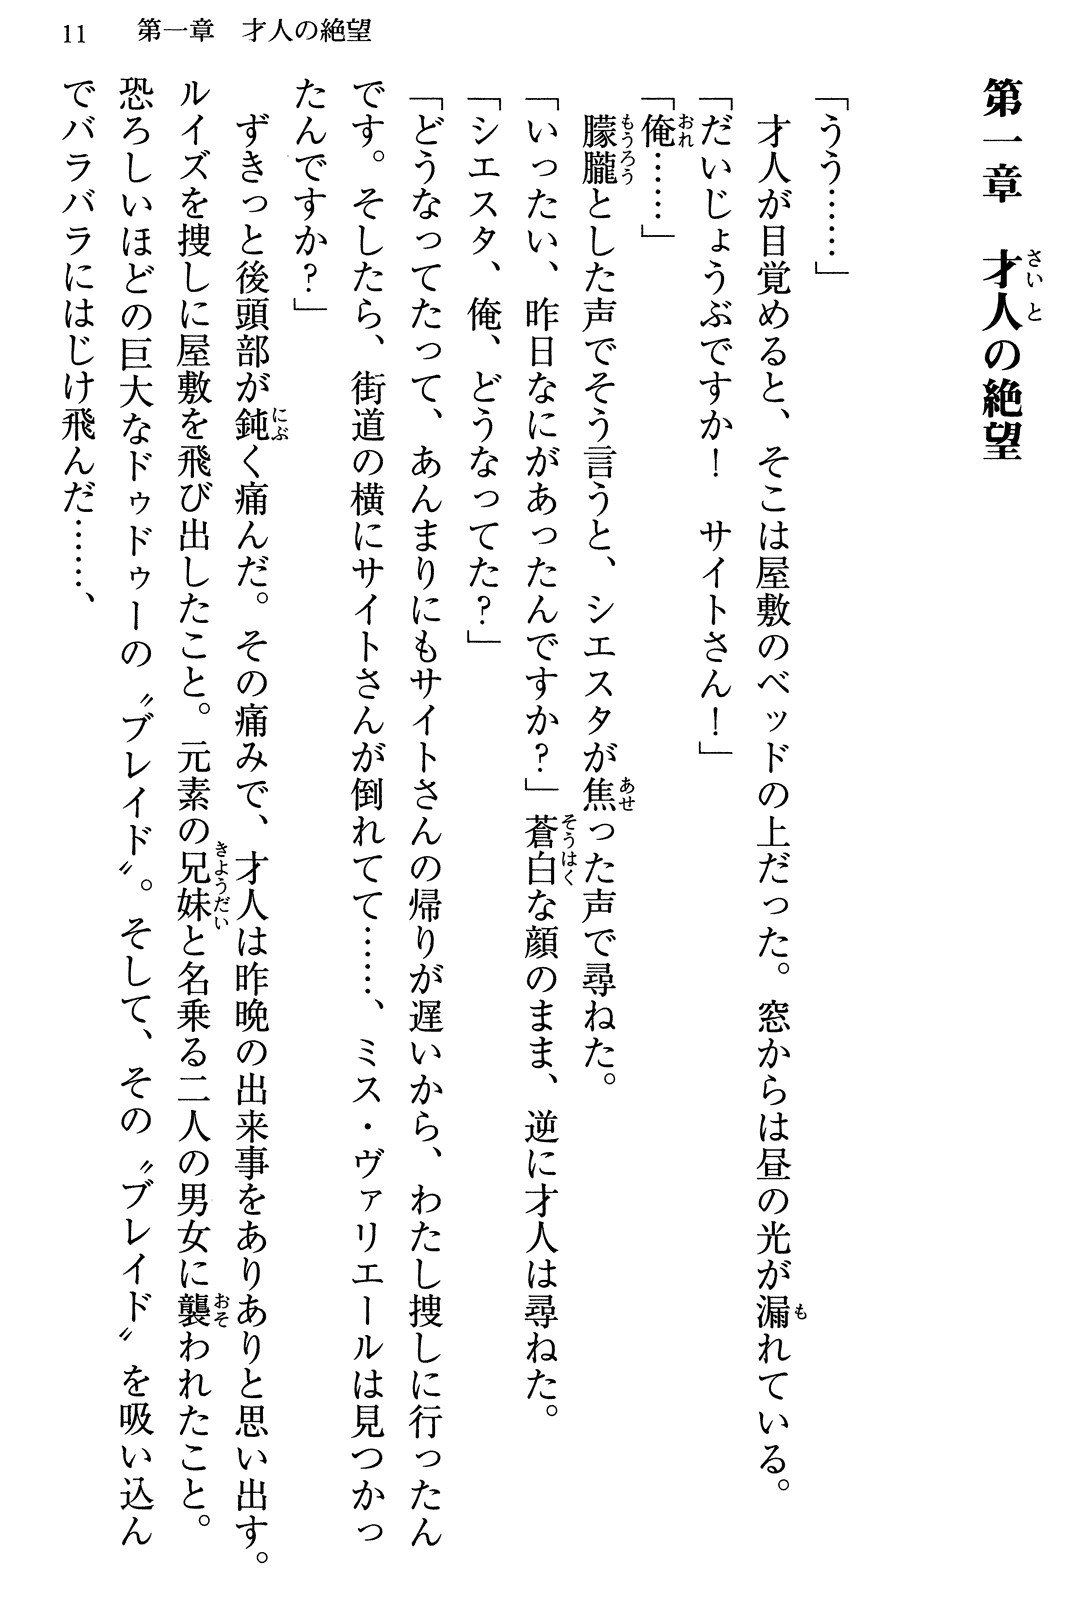 11　第一章　才人の絶望
第一章　才人の絶望
「うう……」
　才人が目覚めると、そこは屋敷のベッドの上だった。窓からは昼の光が漏れている。
「だいじょうぶですか！　サイトさん！」
「俺……」
　朦朧とした声でそう言うと、シエスタが焦った声で尋ねた。
「いったい、昨日なにがあったんですか？」蒼白な顔のまま、逆に才人は尋ねた。
「シエスタ、俺、どうなってた？」
「どうなってたって、あんまりにもサイトさんの帰りが遅いから、わたし捜しに行ったん
です。そしたら、街道の横にサイトさんが倒れてて……、ミス・ヴァリエールは見つかっ
たんですか？」
　ずきっと後頭部が鈍く痛んだ。その痛みで、才人は昨晩の出来事をありありと思い出す。
ルイズを捜しに屋敷を飛び出したこと。元素の兄妹と名乗る二人の男女に襲われたこと。
恐ろしいほどの巨大なドゥドゥーの〝ブレイド〟。そして、その〝ブレイド〟を吸い込ん
でバラバラにはじけ飛んだ……、